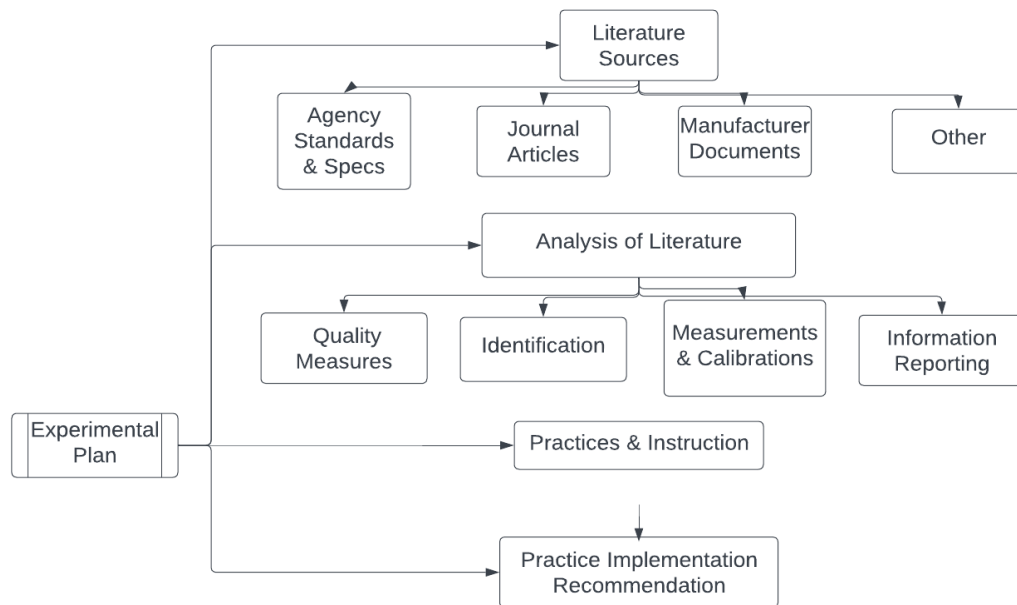 Literature
Sources
Agency
Standards
& Specs
Journal
Articles
Manufacturer
Documents
Other
Analysis of Literature
Quality
Measures
Identification
Measurements
& Calibrations
Information
Reporting
Experimental
Plan
Practices & Instruction
Practice Implementation
Recommendation